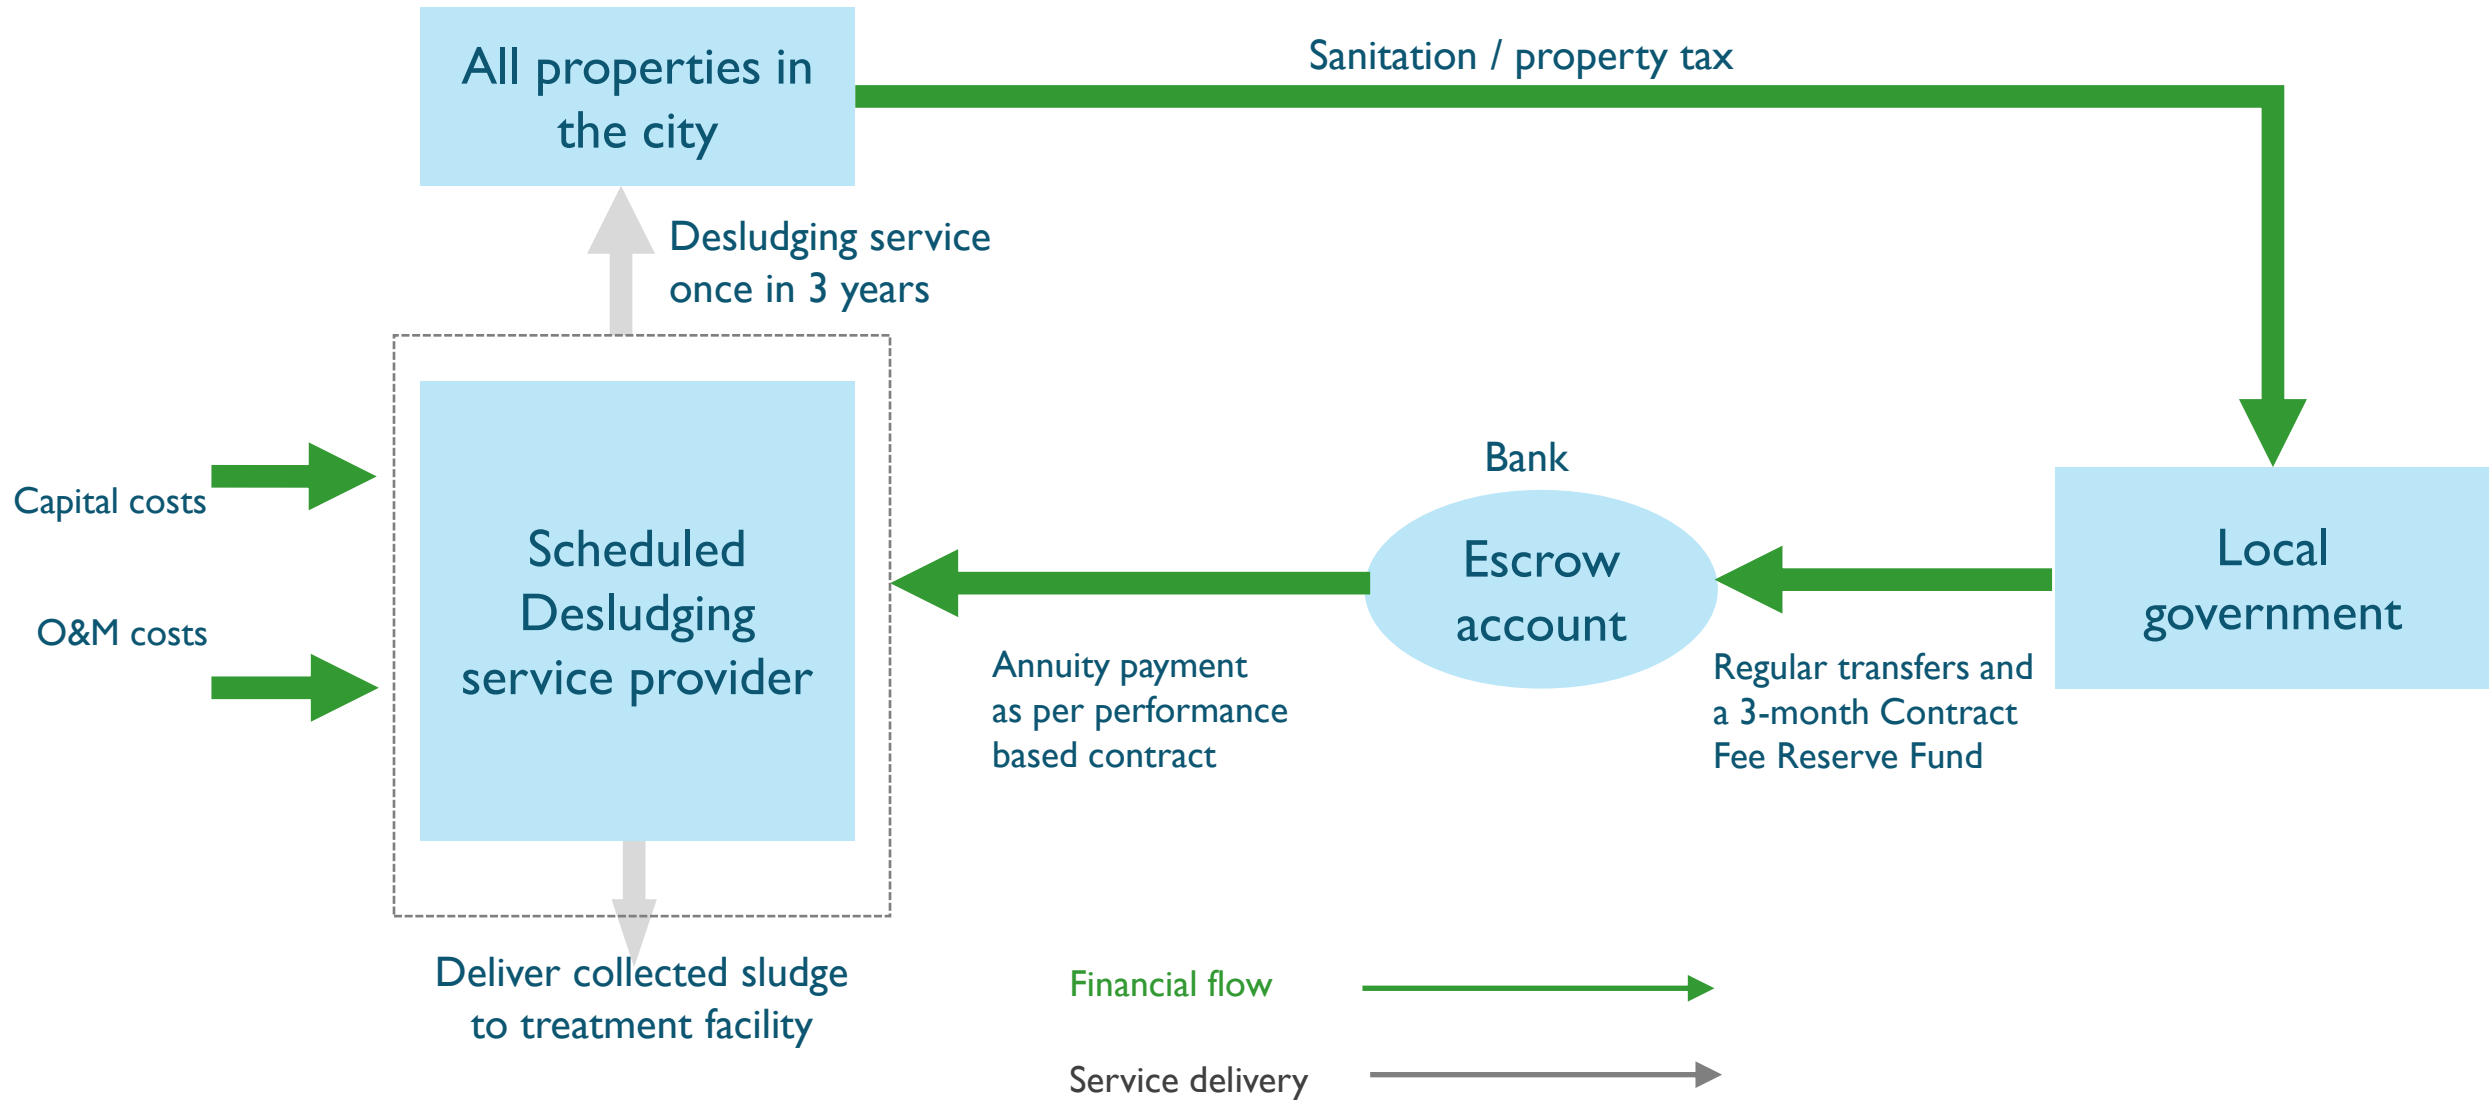 All properties in
the city
Sanitation / property tax
Desludging service
once in 3 years
Capital costs
O&M costs
Scheduled
Desludging
service provider
Bank
Escrow
account
Local
government
Annuity payment
as per performance
based contract
Regular transfers and
a 3-month Contract
Fee Reserve Fund
Deliver collected sludge
to treatment facility
Financial flow
Service delivery